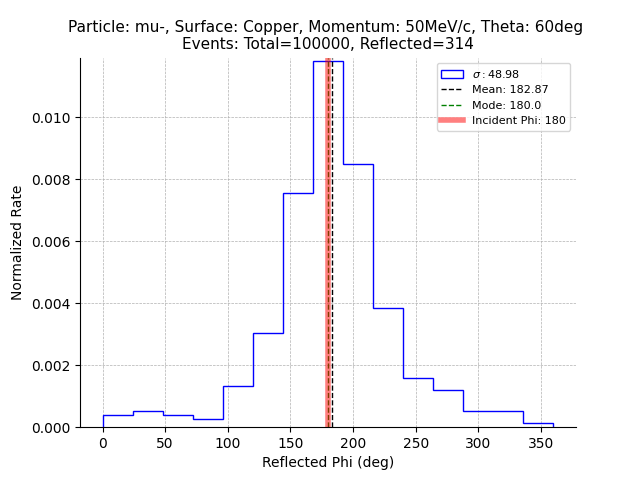 Particle: mu-, Surface: Copper, Momentum: 50MeV/c, Theta: 60deg
Events: Total=100000, Reflected=314
σ : 48.98
Mean: 182.87
Mode: 180.0
Incident Phi: 180
Normalized Rate
0.010
0.008
0.006
0.004
0.002
0.000
0 50 100 150 200 250 300 350
Reflected Phi (deg)